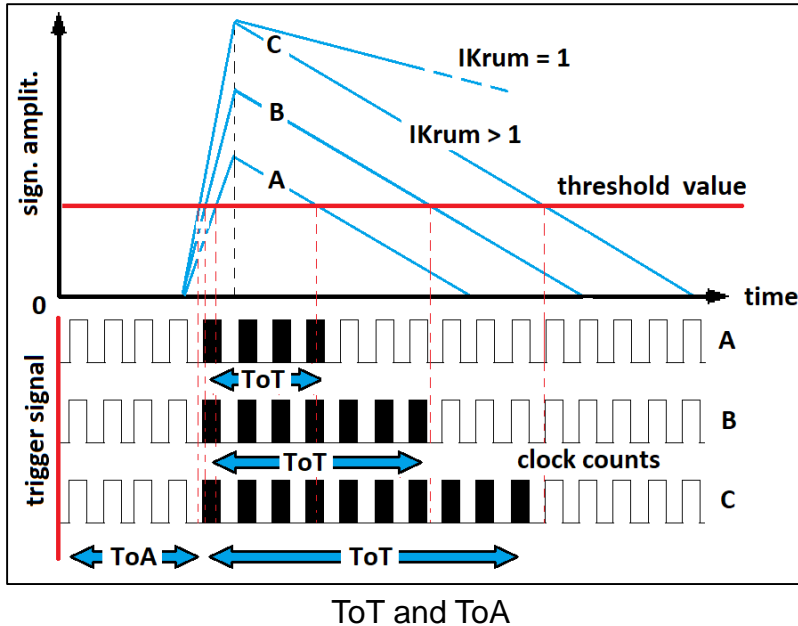 sign. amplit.
C
IKrum = 1
B
IKrum > 1
A
threshold value
0
time
trigger signal
A
ToT
B
ToT
clock counts
C
ToA
ToT
ToT and ToA